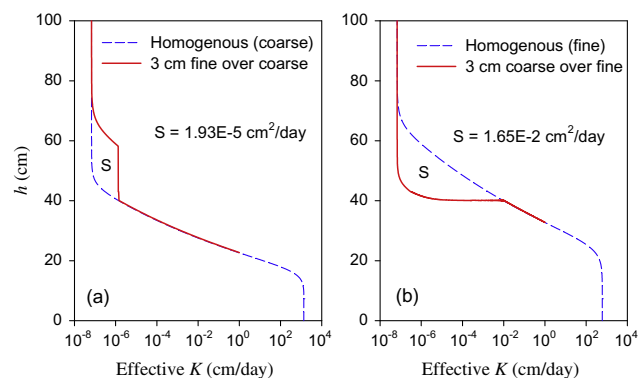 100
80
60
40
20
0
h (cm)
Homogenous (coarse)
3 cm fine over coarse
S = 1.93E-5 cm²/day
S
(a)
10⁻⁸ 10⁻⁶ 10⁻⁴ 10⁻² 10⁰ 10² 10⁴
Effective K (cm/day)
100
80
60
40
20
0
Homogenous (fine)
3 cm coarse over fine
S = 1.65E-2 cm²/day
S
(b)
10⁻⁸ 10⁻⁶ 10⁻⁴ 10⁻² 10⁰ 10² 10⁴
Effective K (cm/day)